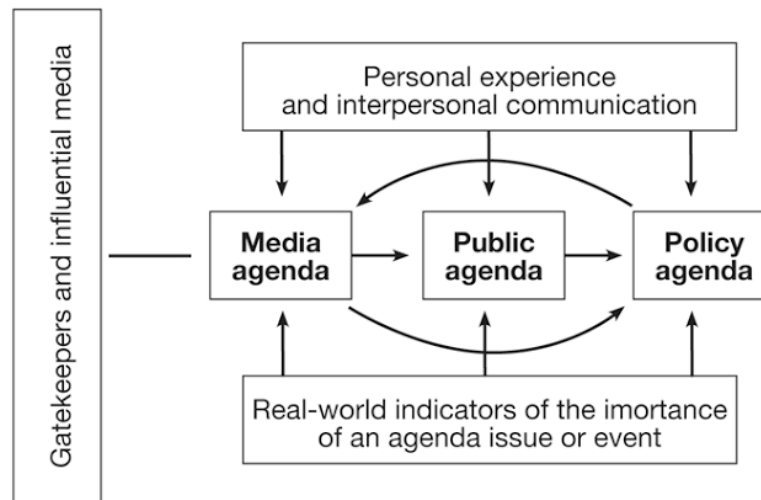 Gatekeepers and influential media
Personal experience
and interpersonal communication
Media
agenda
Public
agenda
Policy
agenda
Real-world indicators of the imortance
of an agenda issue or event